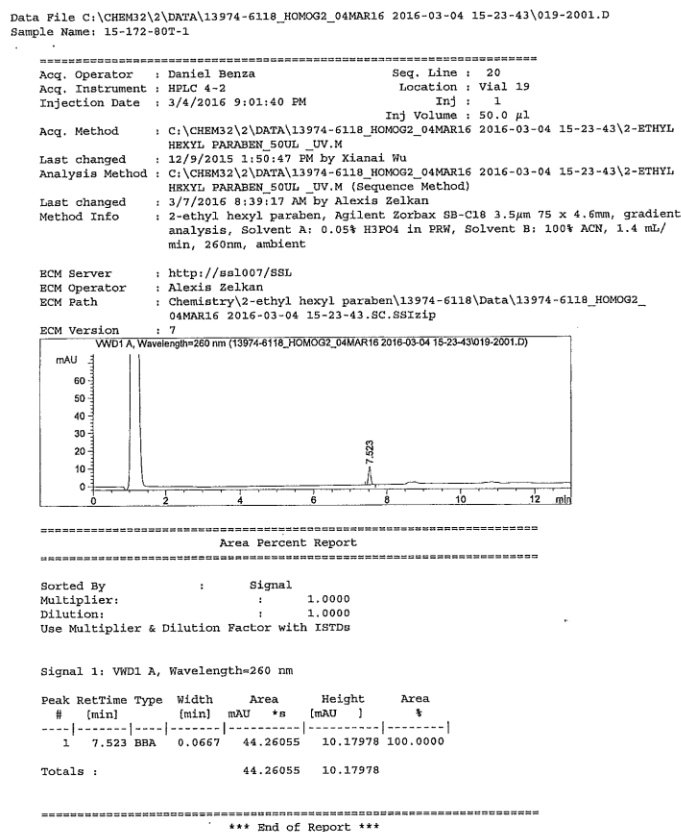 Data File C:\CHEM32\2\DATA\13974-6118_HOMOG2_04MAR16 2016-03-04 15-23-43\019-2001.D
Sample Name: 15-172-80T-1
=====================================================================
Acq. Operator : Daniel Benza Seq. Line : 20
Acq. Instrument : HPLC 4-2 Location : Vial 19
Injection Date : 3/4/2016 9:01:40 PM Inj : 1
Inj Volume : 50.0 µl
Acq. Method : C:\CHEM32\2\DATA\13974-6118_HOMOG2_04MAR16 2016-03-04 15-23-43\2-ETHYL
HEXYL PARABEN_50UL _UV.M
Last changed : 12/9/2015 1:50:47 PM by Xianai Wu
Analysis Method : C:\CHEM32\2\DATA\13974-6118_HOMOG2_04MAR16 2016-03-04 15-23-43\2-ETHYL
HEXYL PARABEN_50UL _UV.M (Sequence Method)
Last changed : 3/7/2016 8:39:17 AM by Alexis Zelkan
Method Info : 2-ethyl hexyl paraben, Agilent Zorbax SB-C18 3.5µm 75 x 4.6mm, gradient
analysis, Solvent A: 0.05% H3PO4 in PRW, Solvent B: 100% ACN, 1.4 mL/
min, 260nm, ambient
ECM Server : http://ssl007/SSL
ECM Operator : Alexis Zelkan
ECM Path : Chemistry\2-ethyl hexyl paraben\13974-6118\Data\13974-6118_HOMOG2_
04MAR16 2016-03-04 15-23-43.SC.SSIzip
ECM Version : 7
VWD1 A, Wavelength=260 nm (13974-6118_HOMOG2_04MAR16 2016-03-04 15-23-43\019-2001.D)
mAU
60
50
40
30
20
10
0
7.523
0 2 4 6 8 10 12 min
=====================================================================
Area Percent Report
=====================================================================
Sorted By : Signal
Multiplier: : 1.0000
Dilution: : 1.0000
Use Multiplier & Dilution Factor with ISTDs
Signal 1: VWD1 A, Wavelength=260 nm
Peak RetTime Type Width Area Height Area
# [min] [min] mAU *s [mAU ] %
----|-------|----|-------|----------|----------|--------|
1 7.523 BBA 0.0667 44.26055 10.17978 100.0000
Totals : 44.26055 10.17978
=====================================================================
*** End of Report ***